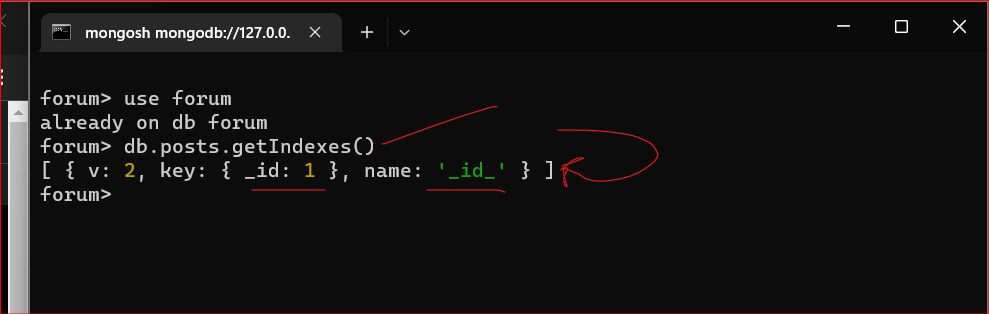 mongosh mongodb://127.0.0.
forum> use forum
already on db forum
forum> db.posts.getIndexes()
[ { v: 2, key: { _id: 1 }, name: '_id_' } ]
forum>